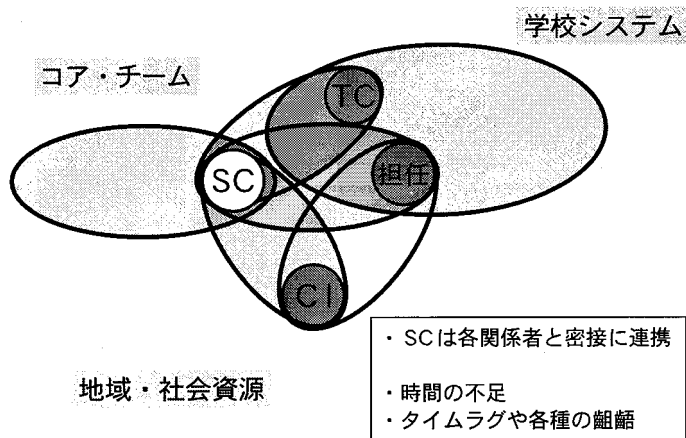 学校システム
コア・チーム
TC
SC
担任
CI
・SCは各関係者と密接に連携
・時間の不足
・タイムラグや各種の齟齬
地域・社会資源